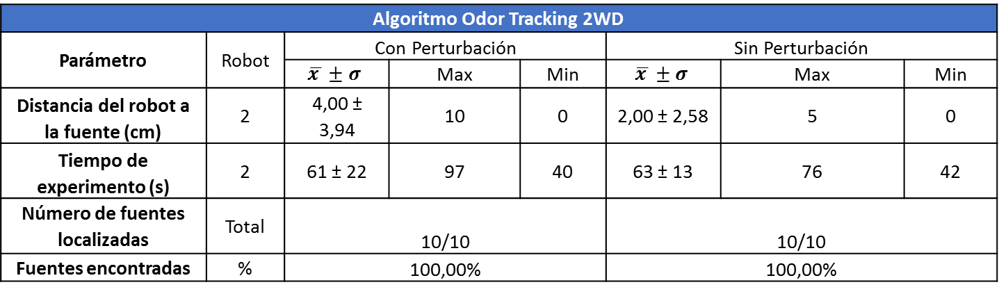 Algoritmo Odor Tracking 2WD
Parámetro Robot Con Perturbación Sin Perturbación
x̅ ± σ Max Min x̅ ± σ Max Min
Distancia del robot a
la fuente (cm) 2 4,00 ±
3,94 10 0 2,00 ± 2,58 5 0
Tiempo de
experimento (s) 2 61 ± 22 97 40 63 ± 13 76 42
Número de fuentes
localizadas Total 10/10 10/10
Fuentes encontradas % 100,00% 100,00%